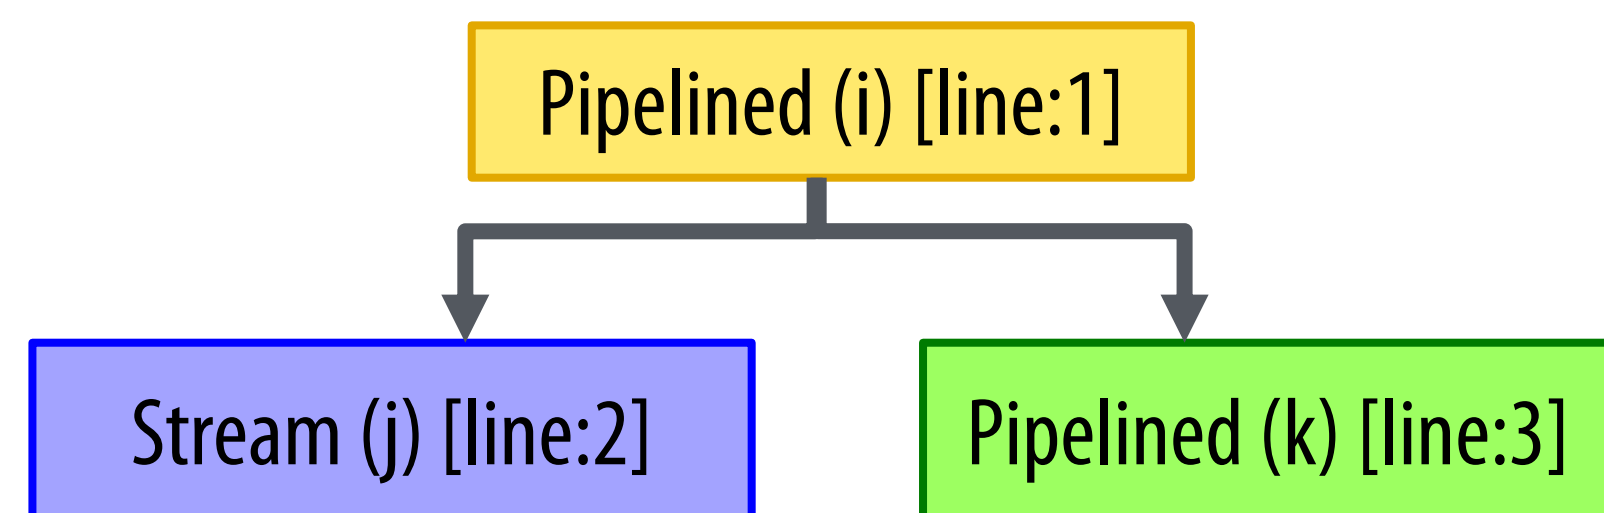 Pipelined (i) [line:1]
Stream (j) [line:2]
Pipelined (k) [line:3]